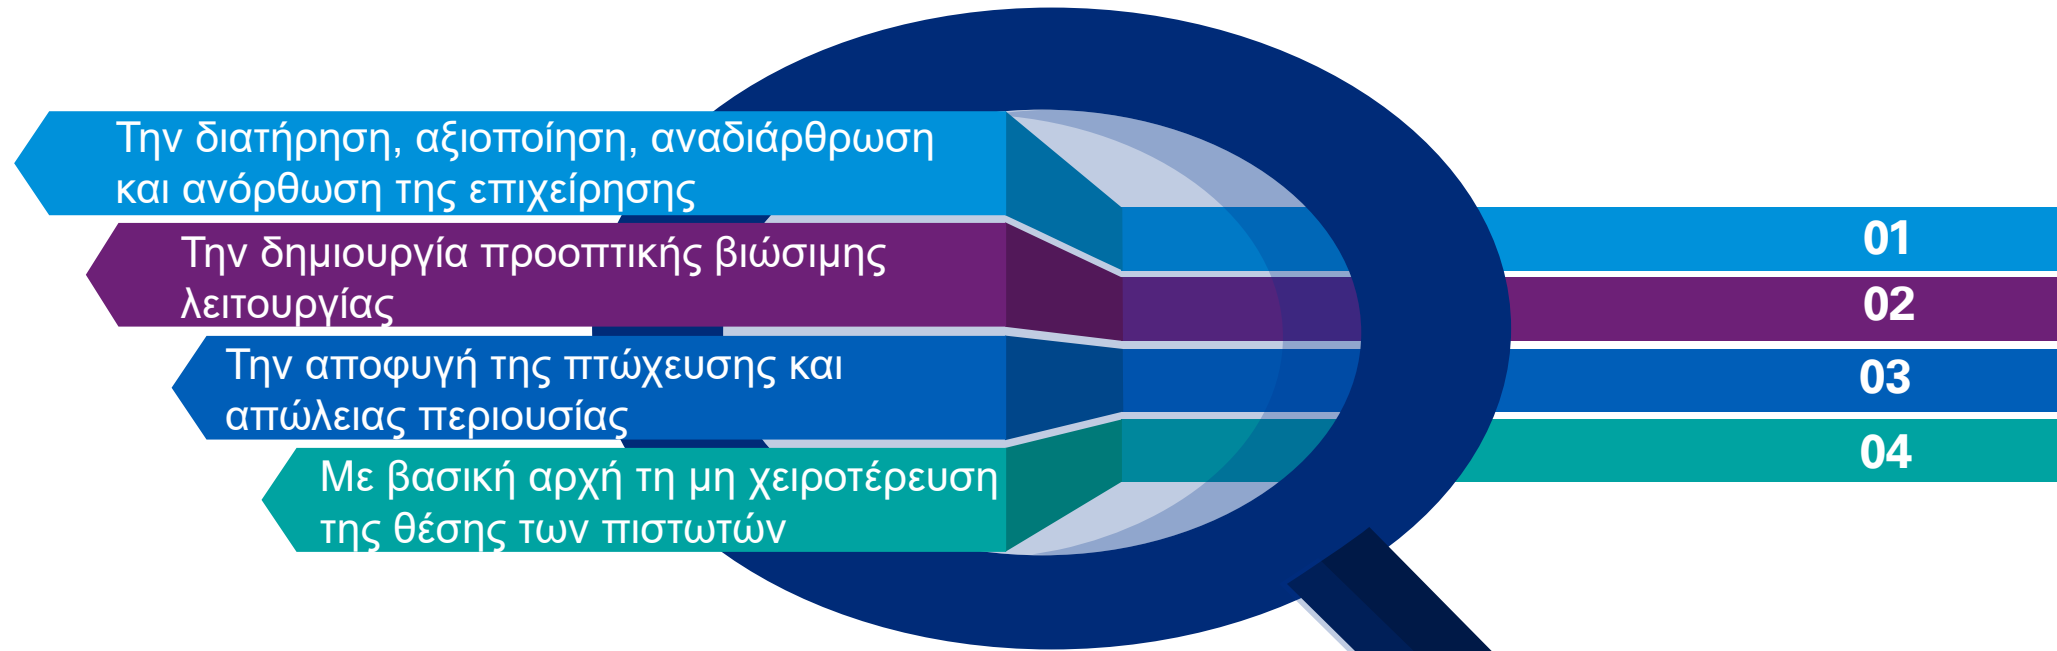 Την διατήρηση, αξιοποίηση, αναδιάρθρωση
και ανόρθωση της επιχείρησης
01
Την δημιουργία προοπτικής βιώσιμης
λειτουργίας
02
Την αποφυγή της πτώχευσης και
απώλειας περιουσίας
03
Με βασική αρχή τη μη χειροτέρευση
της θέσης των πιστωτών
04